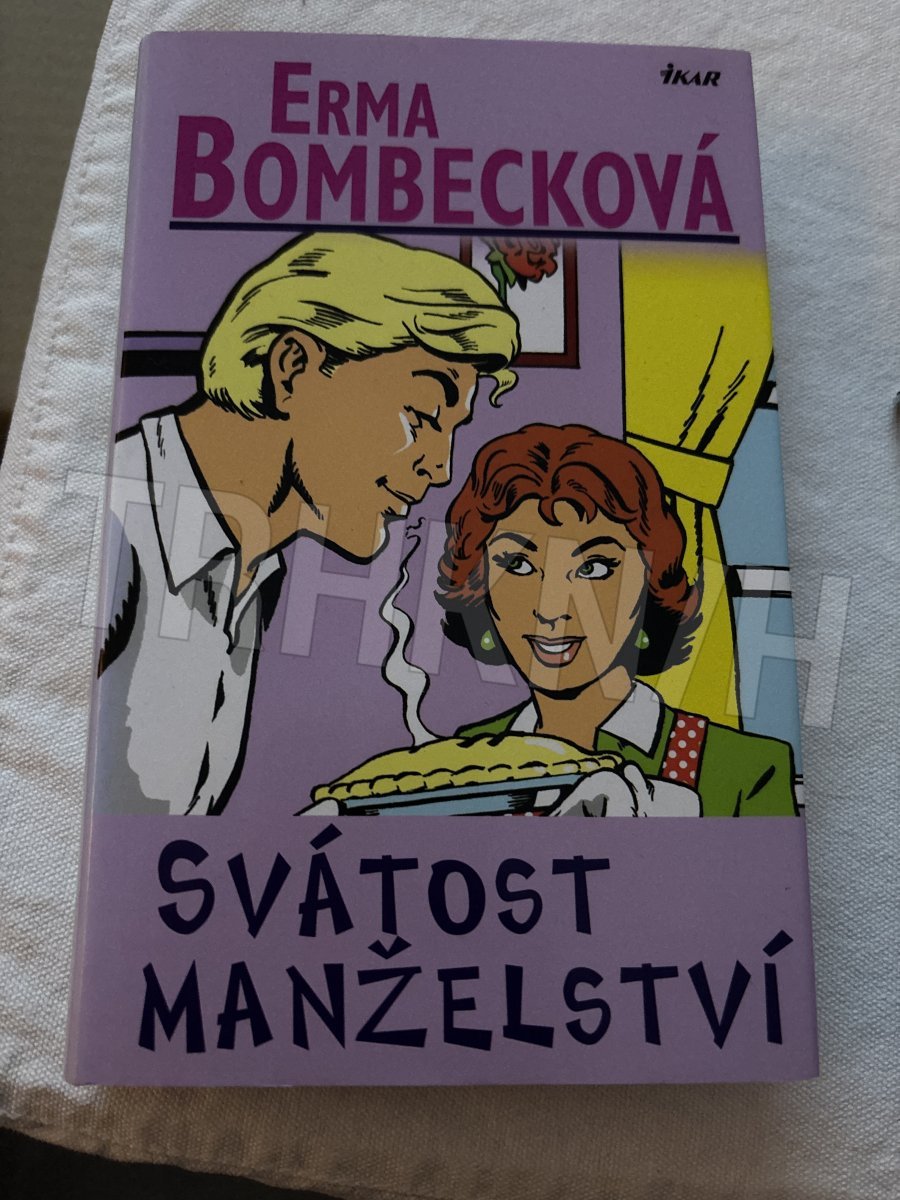 iKAR
ERMA
BOMBECKOVÁ
SVÁTOST
MANŽELSTVÍ